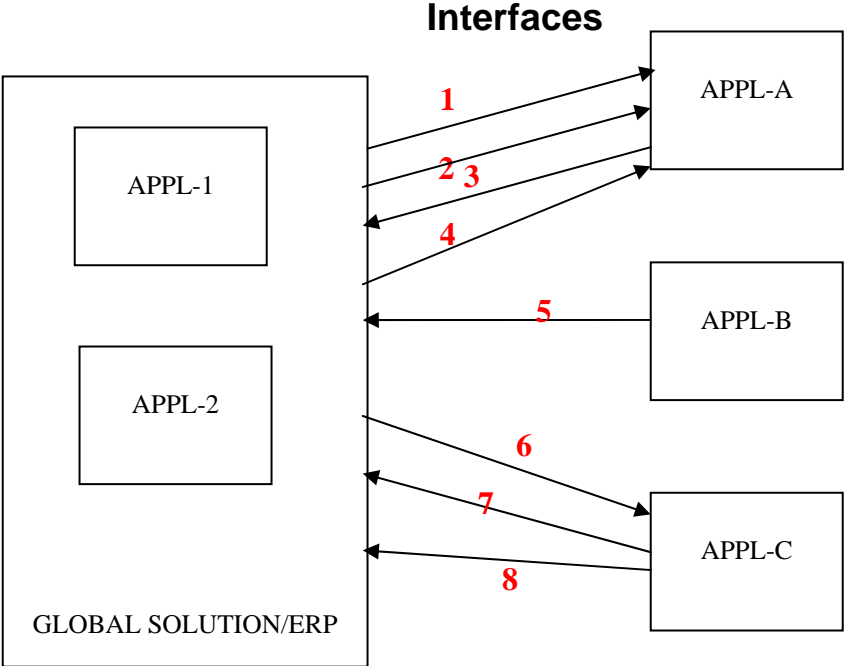 Interfaces
APPL-A
1
APPL-1
2
3
4
5
APPL-B
APPL-2
6
7
APPL-C
8
GLOBAL SOLUTION/ERP